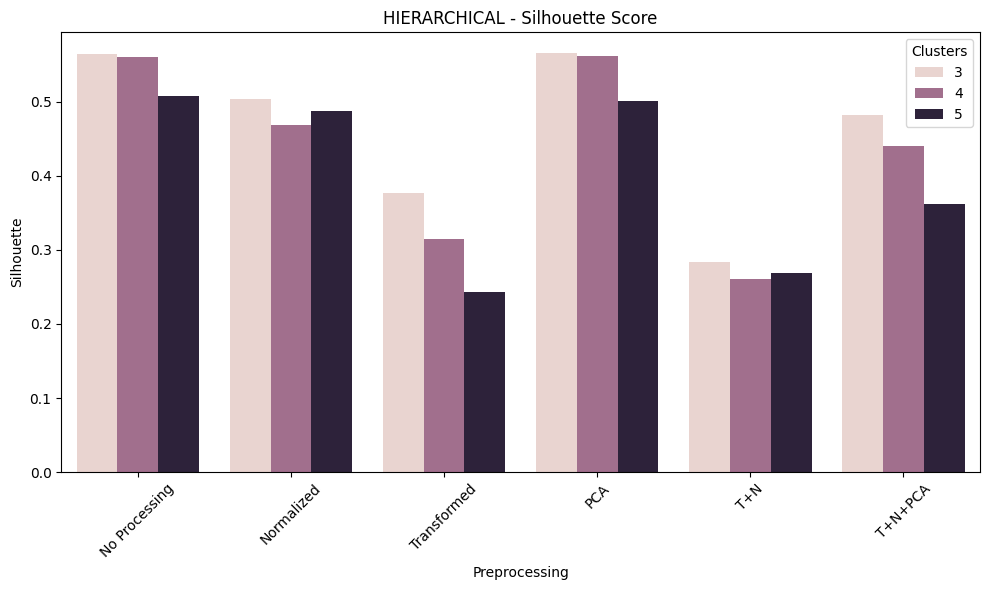 HIERARCHICAL - Silhouette Score
Clusters
3
4
5
Silhouette
0.5
0.4
0.3
0.2
0.1
0.0
No Processing
Normalized
Transformed
PCA
T+N
T+N+PCA
Preprocessing